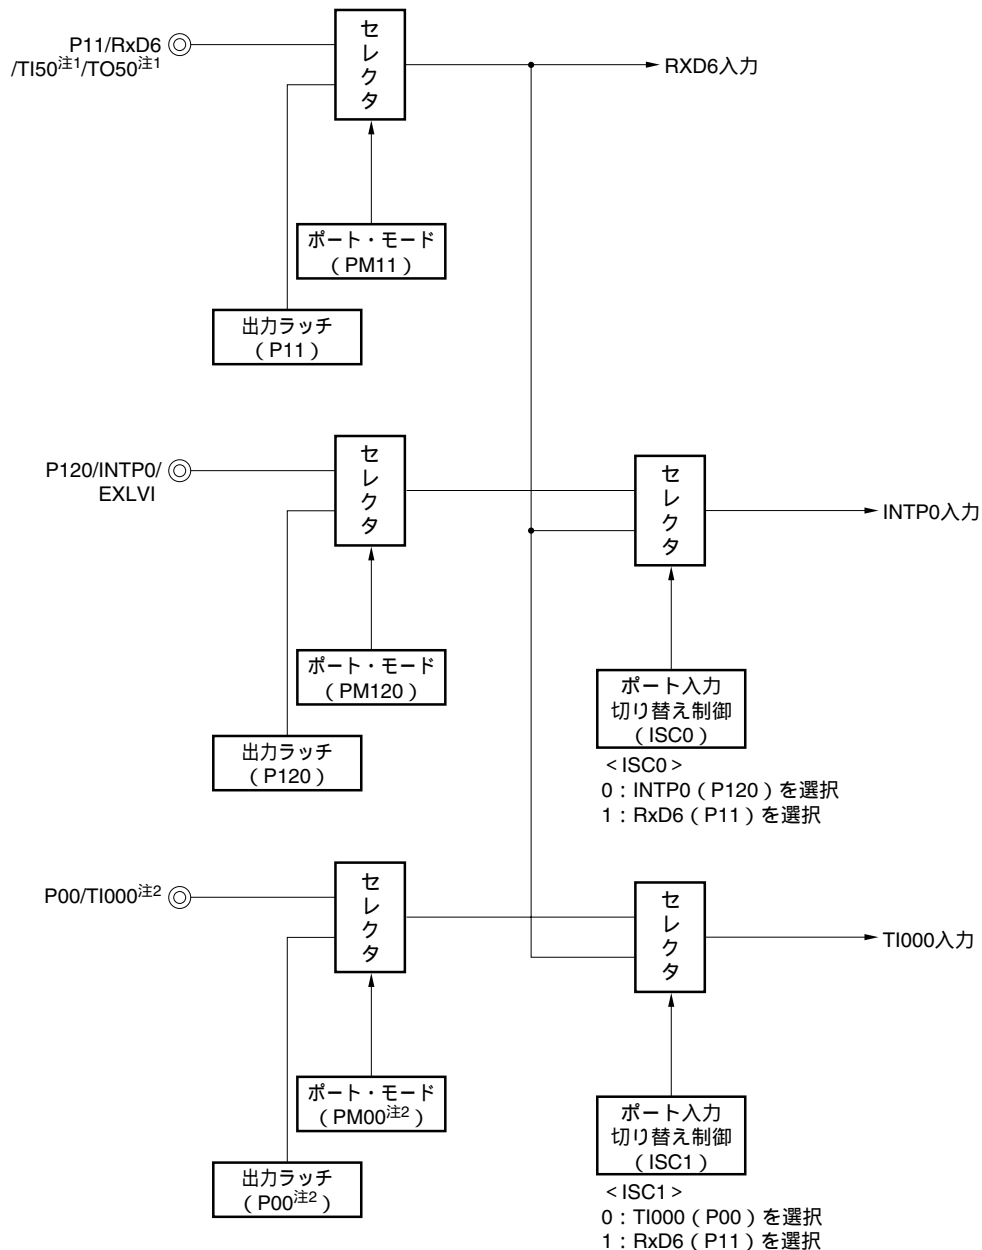 P11/RxD6
/TI50注1/TO50注1
セレクタ
RXD6入力
ポート・モード
（PM11）
出力ラッチ
（P11）
P120/INTP0/
EXLVI
セレクタ
セレクタ
INTP0入力
ポート・モード
（PM120）
出力ラッチ
（P120）
ポート入力
切り替え制御
（ISC0）
＜ISC0＞
0：INTP0（P120）を選択
1：RxD6（P11）を選択
P00/TI000注2
セレクタ
セレクタ
TI000入力
ポート・モード
（PM00注2）
出力ラッチ
（P00注2）
ポート入力
切り替え制御
（ISC1）
＜ISC1＞
0：TI000（P00）を選択
1：RxD6（P11）を選択